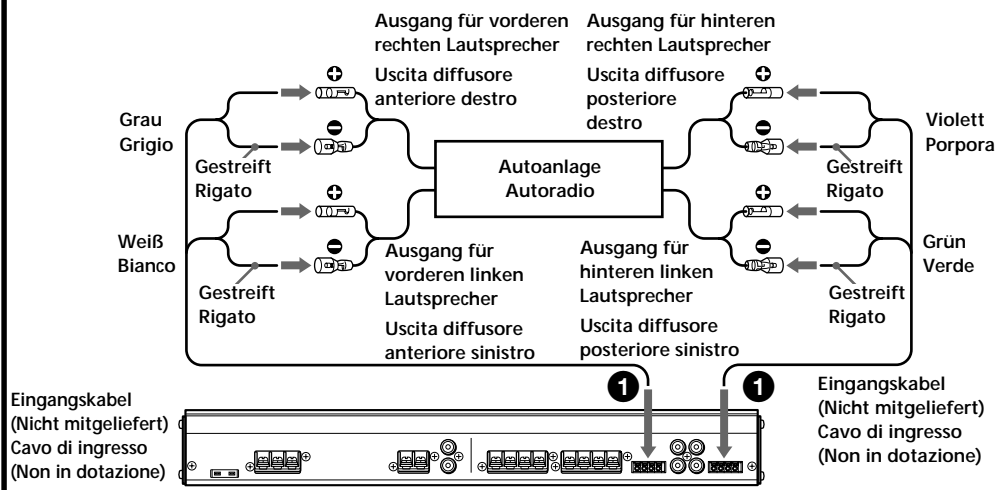 Ausgang für vorderen
rechten Lautsprecher
Uscita diffusore
anteriore destro
Ausgang für hinteren
rechten Lautsprecher
Uscita diffusore
posteriore
destro
Grau
Grigio
Gestreift
Rigato
Violett
Porpora
Gestreift
Rigato
Autoanlage
Autoradio
Weiß
Bianco
Gestreift
Rigato
Ausgang für
vorderen linken
Lautsprecher
Uscita diffusore
anteriore sinistro
Ausgang für
hinteren linken
Lautsprecher
Uscita diffusore
posteriore sinistro
Grün
Verde
Gestreift
Rigato
1
1
Eingangskabel
(Nicht mitgeliefert)
Cavo di ingresso
(Non in dotazione)
Eingangskabel
(Nicht mitgeliefert)
Cavo di ingresso
(Non in dotazione)